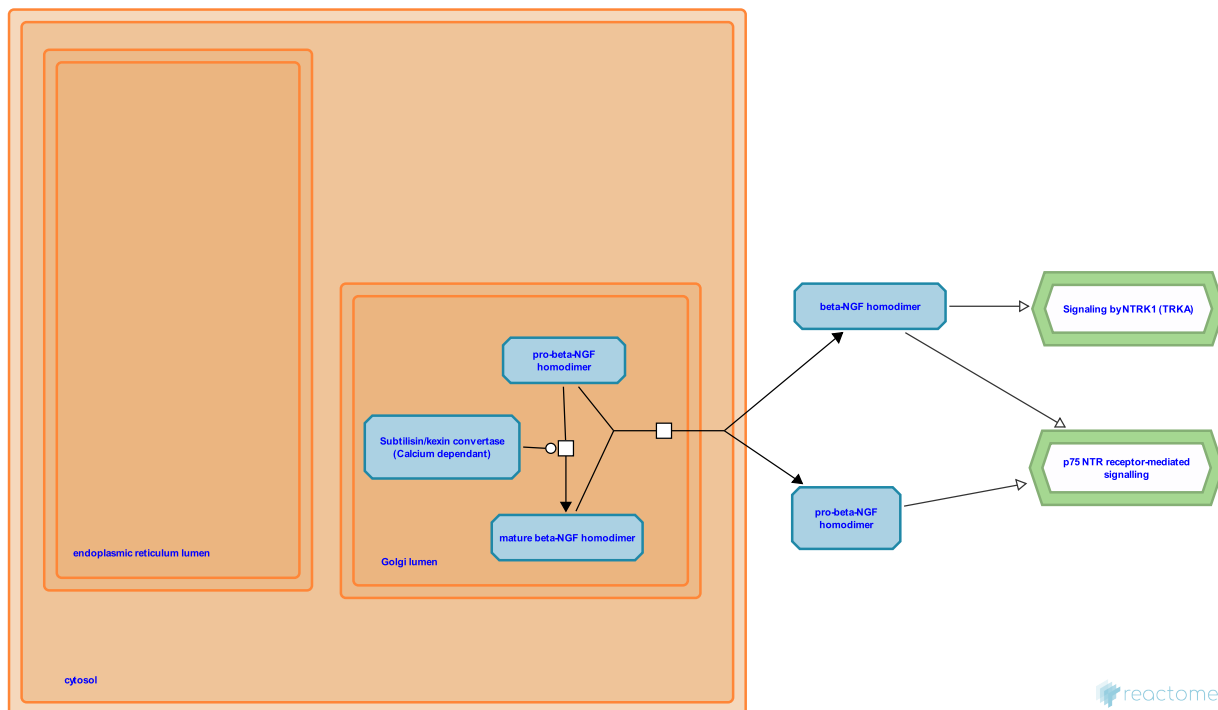 beta-NGF homodimer
Signaling by NTRK1 (TRKA)
pro-beta-NGF
homodimer
Subtilisin/kexin convertase
(Calcium dependant)
p75 NTR receptor-mediated
signalling
pro-beta-NGF
homodimer
mature beta-NGF homodimer
endoplasmic reticulum lumen
Golgi lumen
cytosol
reactome